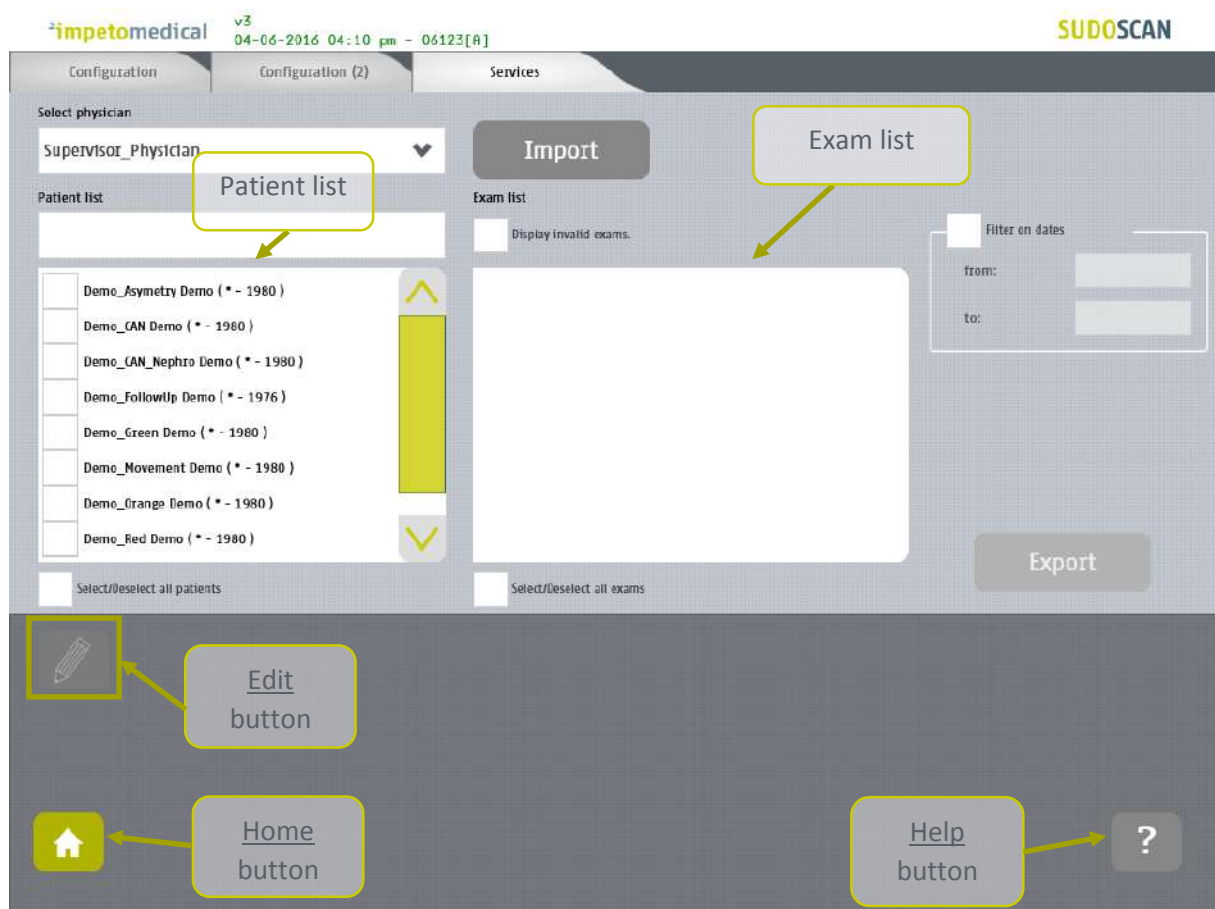 impetomedical
v3
04-06-2016 04:10 pm - 06123[A]
SUDOSCAN
Configuration
Configuration (2)
Services
Select physician
Supervisor_Physician
Import
Exam list
Patient list
Patient list
Exam list
Display invalid exams.
Filter on dates
from:
to:
Demo_Asymetry Demo ( * - 1980 )
Demo_CAN Demo ( * - 1980 )
Demo_CAN_Nephro Demo ( * - 1980 )
Demo_FollowUp Demo ( * - 1976 )
Demo_Green Demo ( * - 1980 )
Demo_Movement Demo ( * - 1980 )
Demo_Orange Demo ( * - 1980 )
Demo_Red Demo ( * - 1980 )
Export
Select/Deselect all patients
Select/Deselect all exams
Edit
button
Home
button
Help
button
?